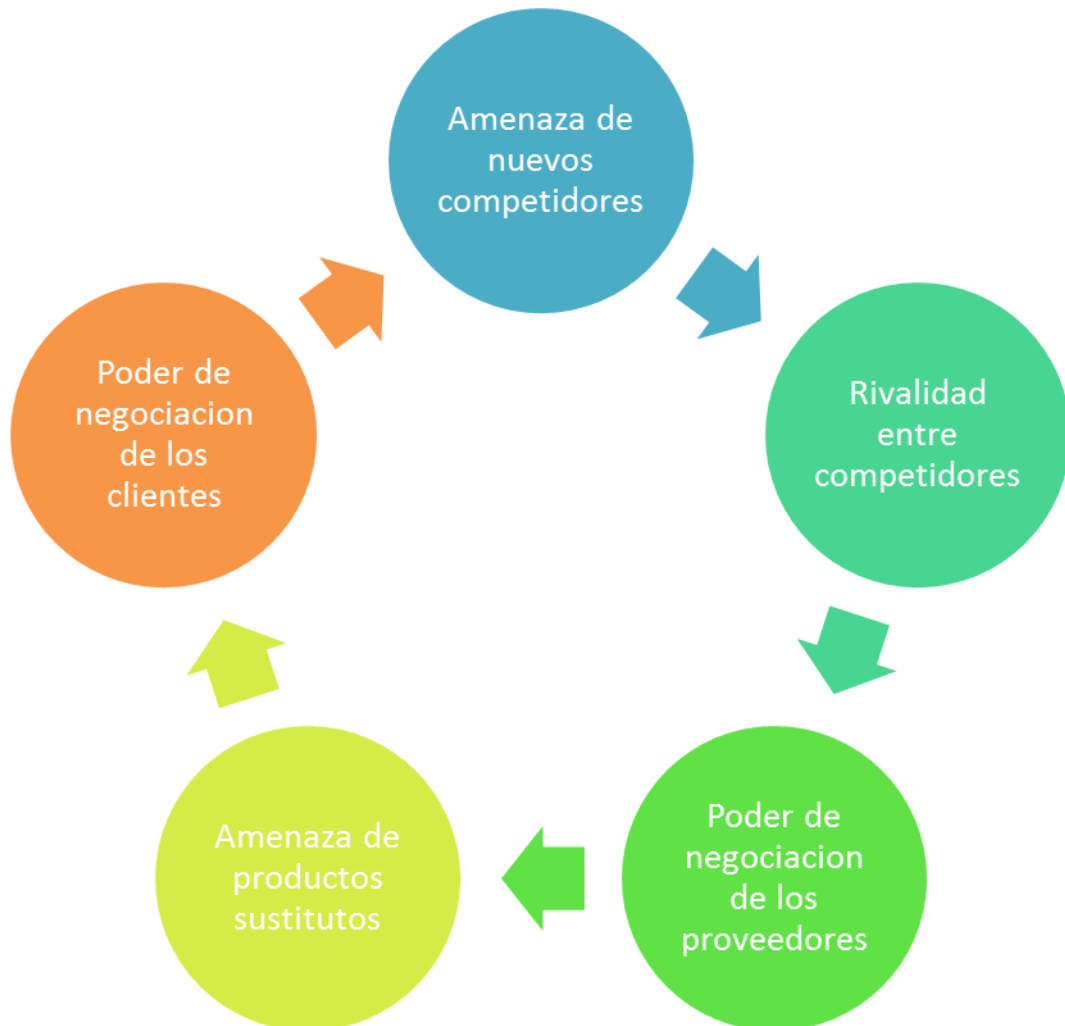 Amenaza de
nuevos
competidores
Rivalidad
entre
competidores
Poder de
negociacion
de los
proveedores
Amenaza de
productos
sustitutos
Poder de
negociacion
de los
clientes